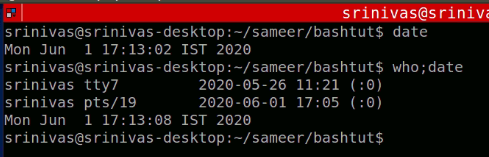 srinivas@sriniva
srinivas@srinivas-desktop:~/sameer/bashtut$ date
Mon Jun  1 17:13:02 IST 2020
srinivas@srinivas-desktop:~/sameer/bashtut$ who;date
srinivas tty7         2020-05-26 11:21 (:0)
srinivas pts/19       2020-06-01 17:05 (:0)
Mon Jun  1 17:13:08 IST 2020
srinivas@srinivas-desktop:~/sameer/bashtut$